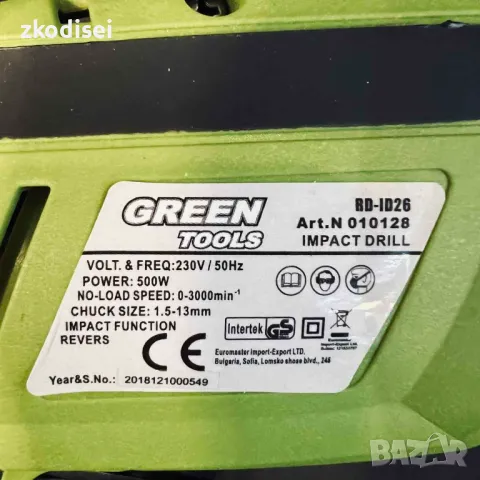 zkodisei
GREEN
TOOLS
RD-ID26
Art.N 010128
IMPACT DRILL
VOLT. & FREQ:230V / 50Hz
POWER: 500W
NO-LOAD SPEED: 0-3000min⁻¹
CHUCK SIZE: 1.5-13mm
IMPACT FUNCTION
REVERS
CE
Intertek
GS
Euromaster Import-Export LTD.
Bulgaria, Sofia, Lomsko shose blvd., 246
Year&S.No.: 2018121000549
BAZAR